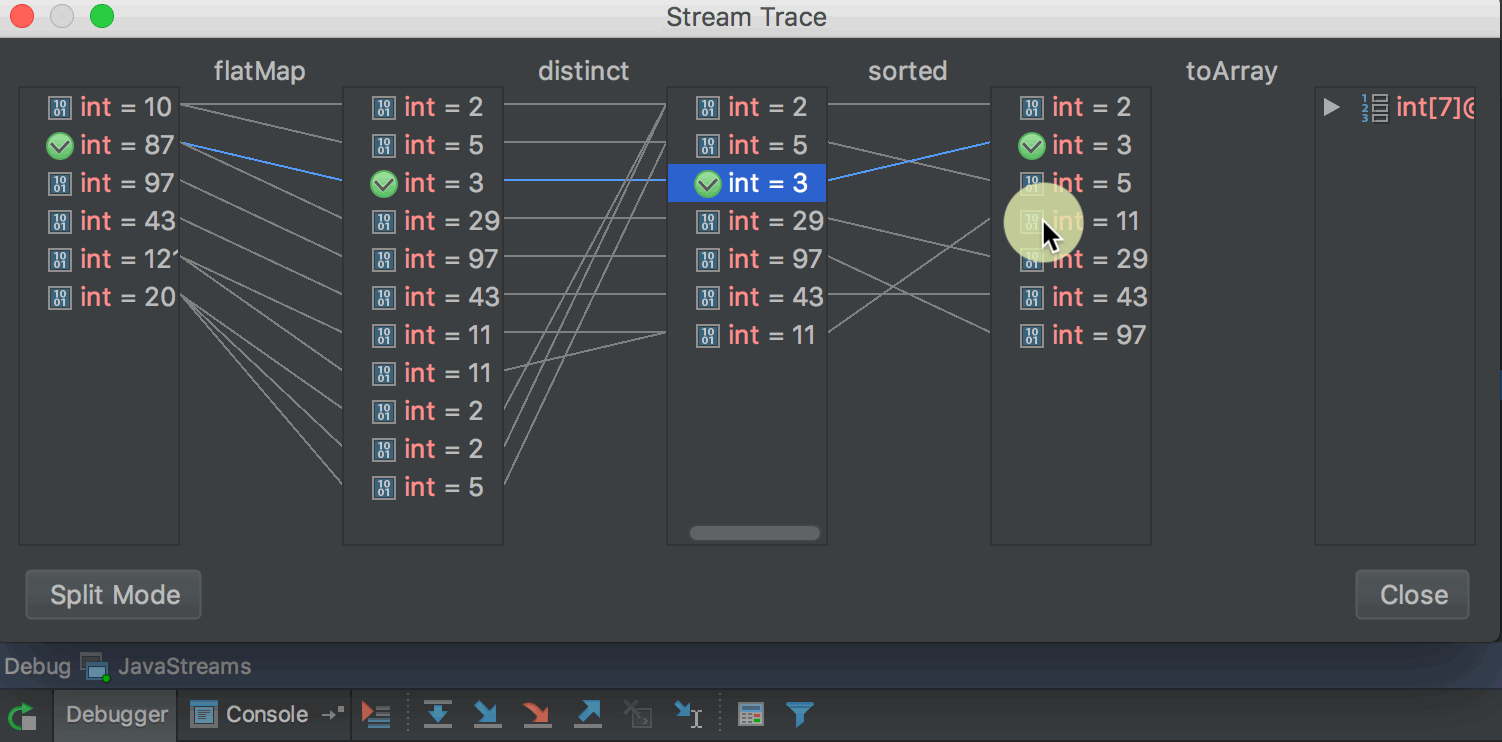 Stream Trace
flatMap distinct sorted toArray
int = 10 int = 2 int = 2 int = 2 int[7]@
int = 87 int = 5 int = 5 int = 3
int = 97 int = 3 int = 3 int = 5
int = 43 int = 29 int = 29 int = 11
int = 12 int = 97 int = 97 int = 29
int = 20 int = 43 int = 43 int = 43
int = 11 int = 11 int = 97
int = 11
int = 2
int = 2
int = 5
Split Mode Close
Debug JavaStreams
Debugger Console